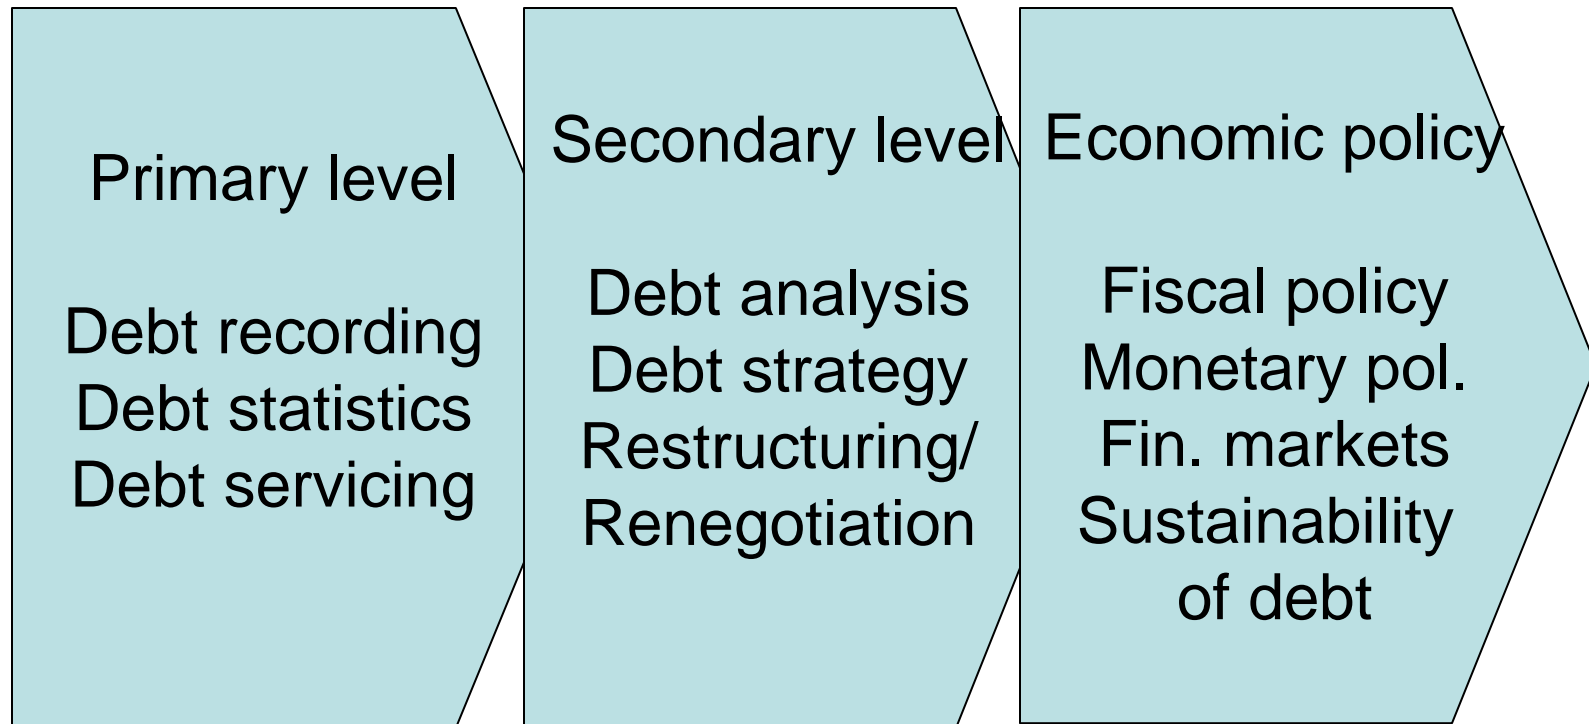 Primary level
Debt recording
Debt statistics
Debt servicing
Secondary level
Debt analysis
Debt strategy
Restructuring/
Renegotiation
Economic policy
Fiscal policy
Monetary pol.
Fin. markets
Sustainability
of debt